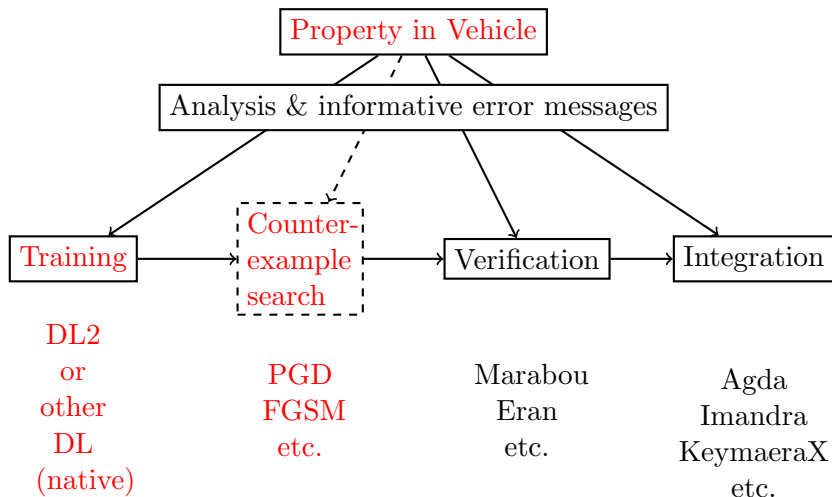 Property in Vehicle
Analysis & informative error messages
Training
Counter-
example
search
Verification
Integration
DL2
or
other
DL
(native)
PGD
FGSM
etc.
Marabou
Eran
etc.
Agda
Imandra
KeymaeraX
etc.